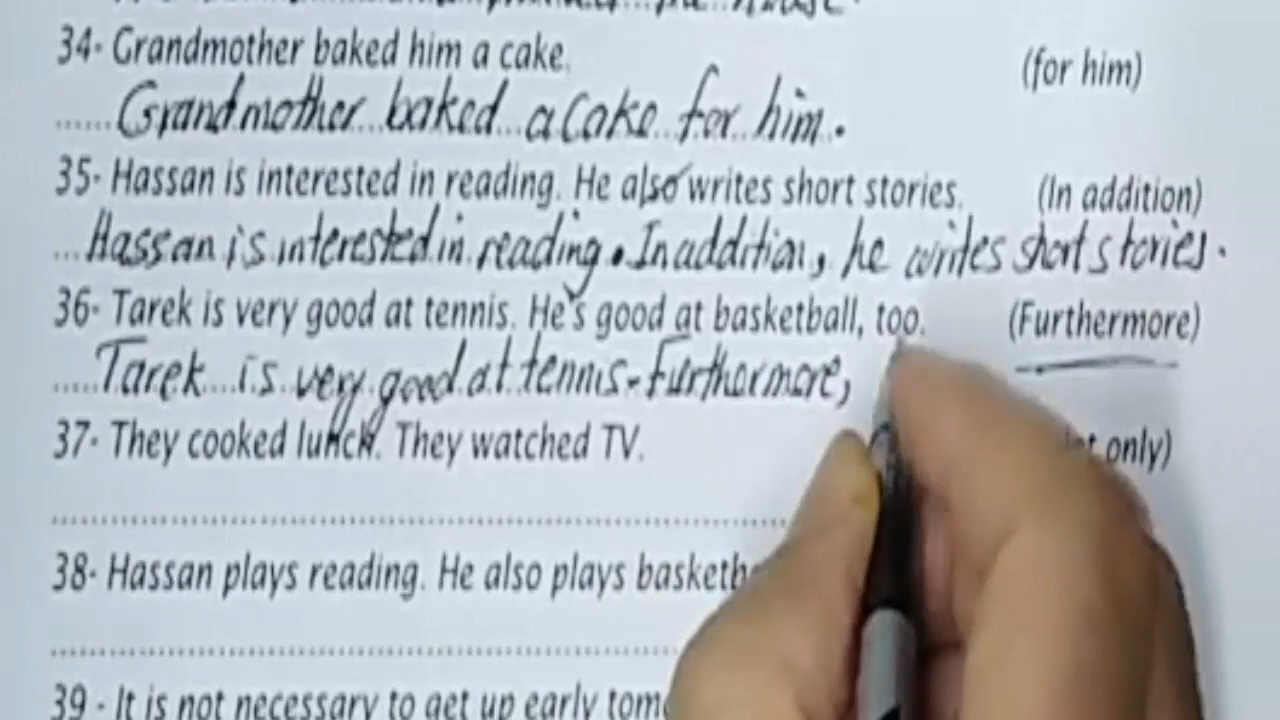 34- Grandmother baked him a cake. (for him)
Grandmother baked a cake for him.
35- Hassan is interested in reading. He also writes short stories. (In addition)
Hassan is interested in reading. In addition, he writes short stories.
36- Tarek is very good at tennis. He's good at basketball, too. (Furthermore)
Tarek is very good at tennis. Furthermore,
37- They cooked lunch. They watched TV. only)
38- Hassan plays reading. He also plays basketb
39 - It is not necessary to get up early tom